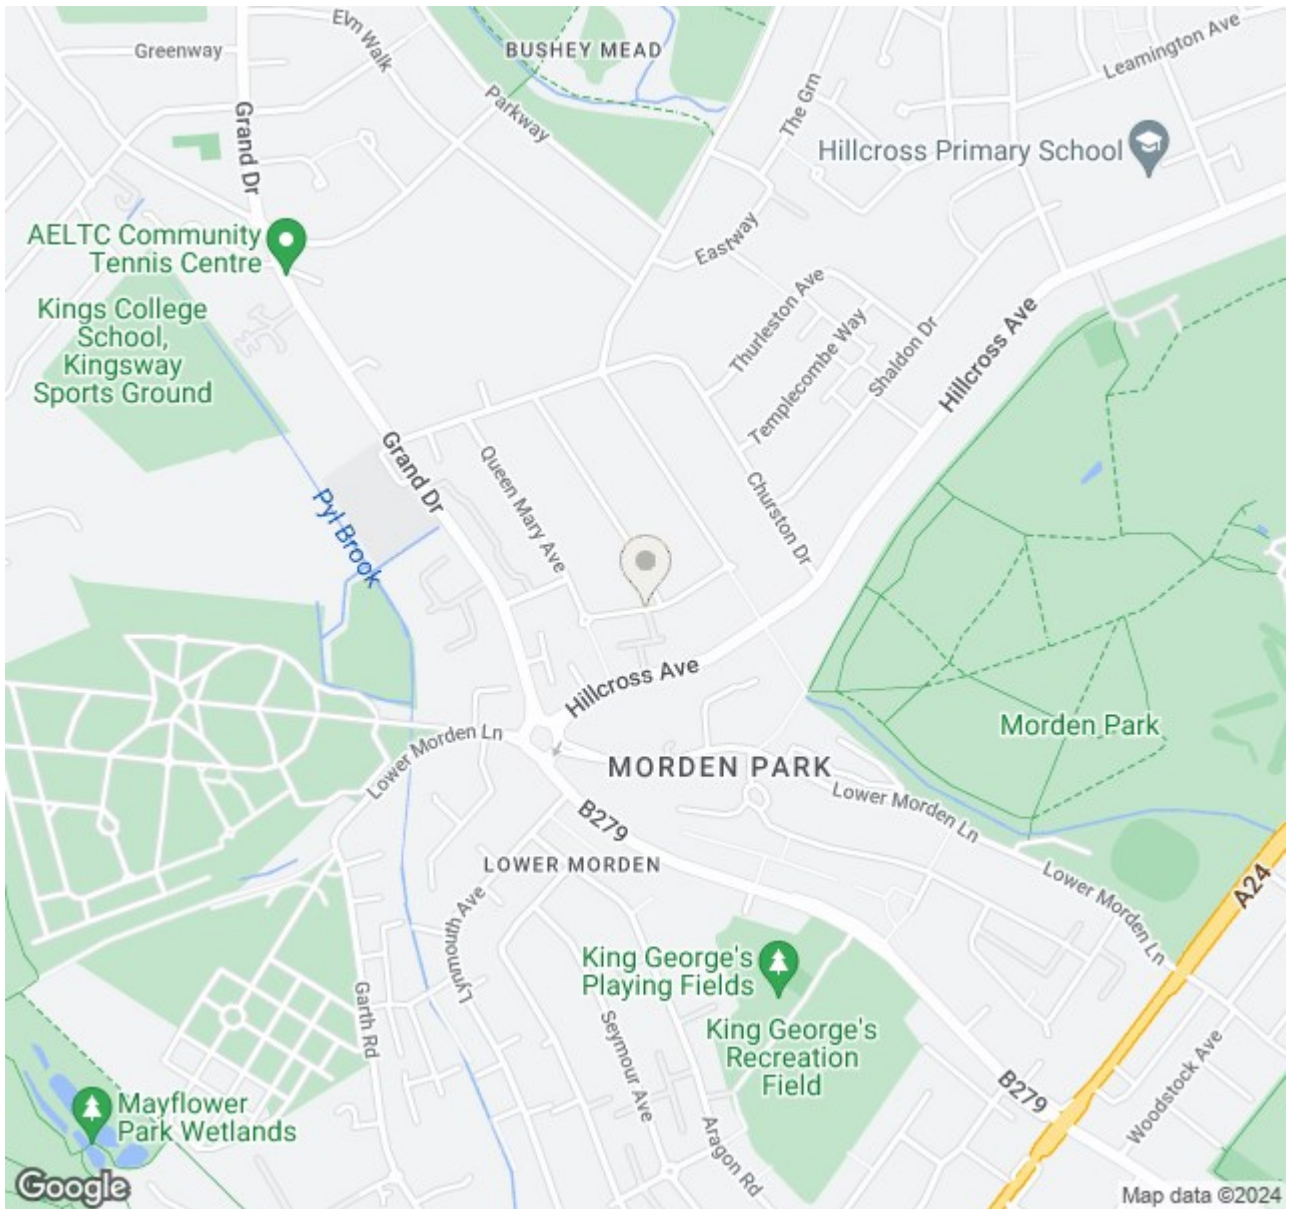 Elm Walk
BUSHEY MEAD
Leamington Ave
Greenway
Parkway
The Grn
Grand Dr
Hillcross Primary School
Eastway
AELTC Community
Tennis Centre
Kings College
School,
Kingsway
Sports Ground
Thurleston Ave
Templecombe Way
Shaldon Dr
Hillcross Ave
Grand Dr
Queen Mary Ave
Churston Dr
Pyl Brook
Hillcross Ave
Morden Park
Lower Morden Ln
MORDEN PARK
Lower Morden Ln
B279
LOWER MORDEN
Lower Morden Ln
A24
Lynmouth Ave
King George's
Playing Fields
Garth Rd
Seymour Ave
King George's
Recreation
Field
Woodstock Ave
B279
Mayflower
Park Wetlands
Aragon Rd
Google
Map data ©2024